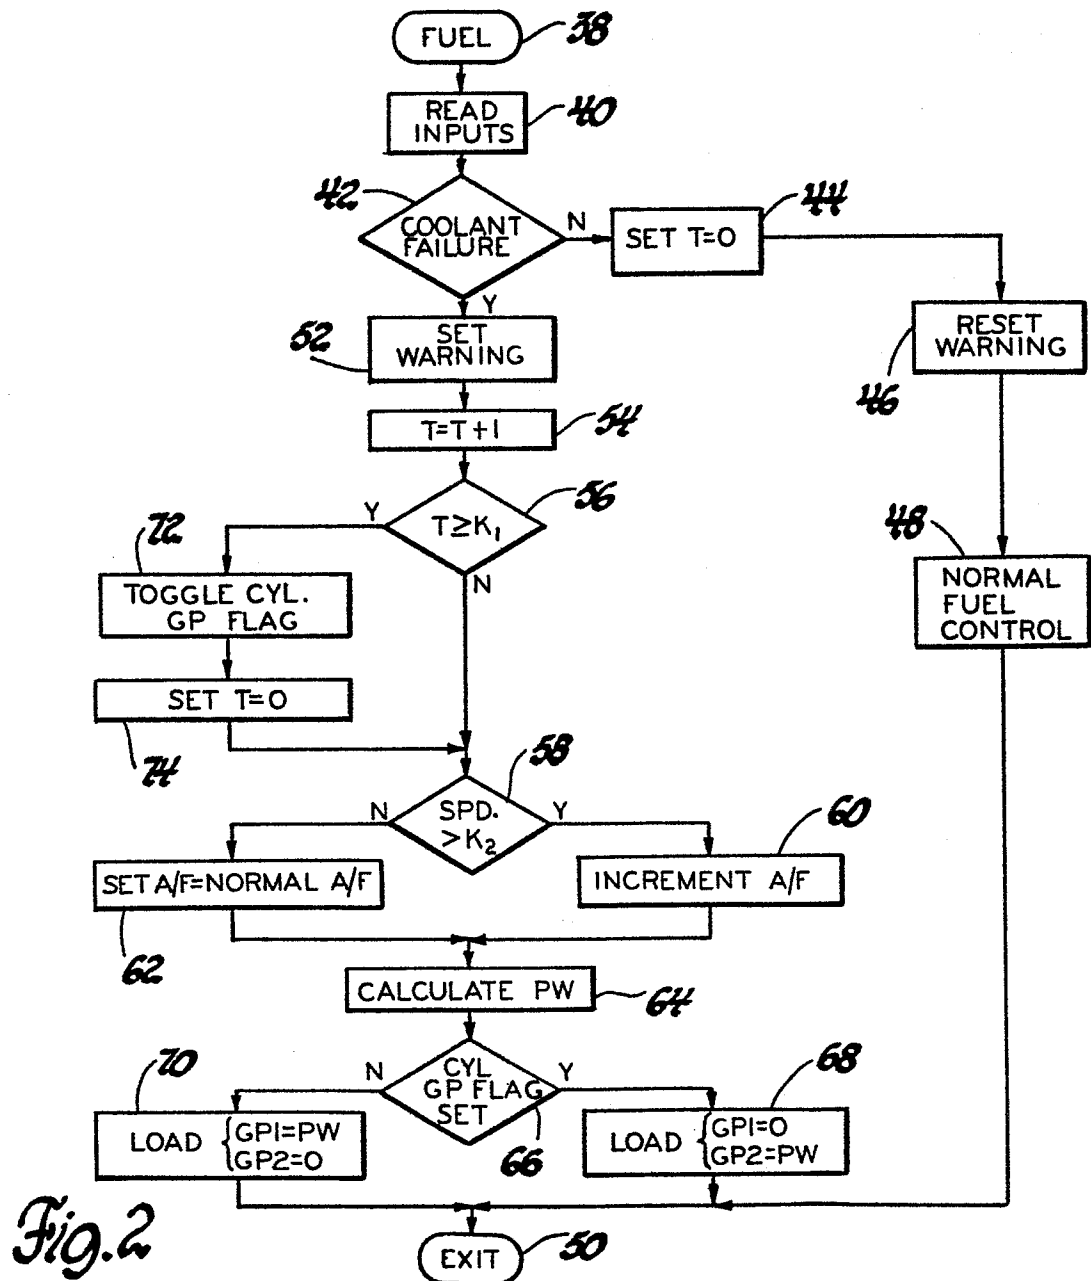 FUEL
38
READ
INPUTS
40
42
COOLANT
FAILURE
N
SET T=0
44
Y
52
SET
WARNING
RESET
WARNING
46
T=T+1
54
Y
T≥K₁
56
N
72
TOGGLE CYL.
GP FLAG
48
NORMAL
FUEL
CONTROL
SET T=0
74
58
N
SPD.
>K₂
Y
60
SET A/F=NORMAL A/F
INCREMENT A/F
62
CALCULATE PW
64
70
N
CYL
GP FLAG
SET
Y
68
66
LOAD {GP1=PW
GP2=0
LOAD {GP1=0
GP2=PW
Fig. 2
EXIT
50